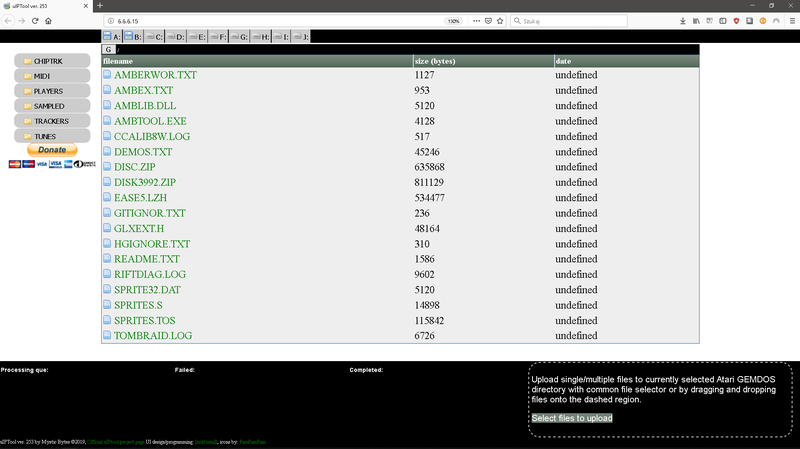 uIPTool ver. 253
6.6.6.15
130%
Szukaj
A: B: C: D: E: F: G: H: I: J:
G /
CHIPTRK
MIDI
PLAYERS
SAMPLED
TRACKERS
TUNES
Donate
VISA VISA
filename size (bytes) date
AMBERWOR.TXT 1127 undefined
AMBEX.TXT 953 undefined
AMBLIB.DLL 5120 undefined
AMBTOOL.EXE 4128 undefined
CCALIB8W.LOG 517 undefined
DEMOS.TXT 45246 undefined
DISC.ZIP 635868 undefined
DISK3992.ZIP 811129 undefined
EASE5.LZH 534477 undefined
GITIGNOR.TXT 236 undefined
GLXEXT.H 48164 undefined
HGIGNORE.TXT 310 undefined
README.TXT 1586 undefined
RIFTDIAG.LOG 9602 undefined
SPRITE32.DAT 5120 undefined
SPRITES.S 14898 undefined
SPRITES.TOS 115842 undefined
TOMBRAID.LOG 6726 undefined
Processing que: Failed: Completed:
Upload single/multiple files to currently selected Atari GEMDOS
directory with common file selector or by dragging and dropping
files onto the dashed region.
Select files to upload
uIPTool ver. 253 by Mystic Bytes ©2019, Official uIPtool project page UI design/programming: icons by: FamFamFam